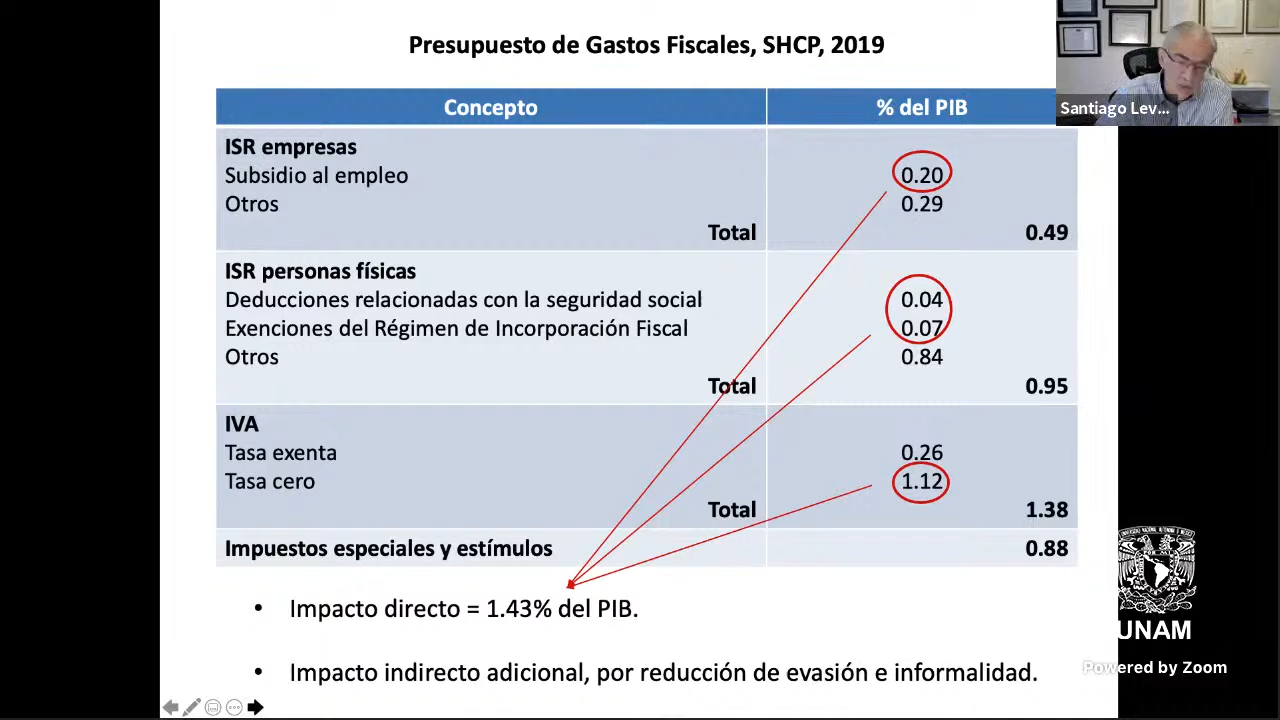 Presupuesto de Gastos Fiscales, SHCP, 2019
Santiago Lev...
Concepto % del PIB
ISR empresas
Subsidio al empleo 0.20
Otros 0.29
Total 0.49
ISR personas físicas
Deducciones relacionadas con la seguridad social 0.04
Exenciones del Régimen de Incorporación Fiscal 0.07
Otros 0.84
Total 0.95
IVA
Tasa exenta 0.26
Tasa cero 1.12
Total 1.38
Impuestos especiales y estímulos 0.88
• Impacto directo = 1.43% del PIB.
• Impacto indirecto adicional, por reducción de evasión e informalidad.
UNAM
Powered by Zoom